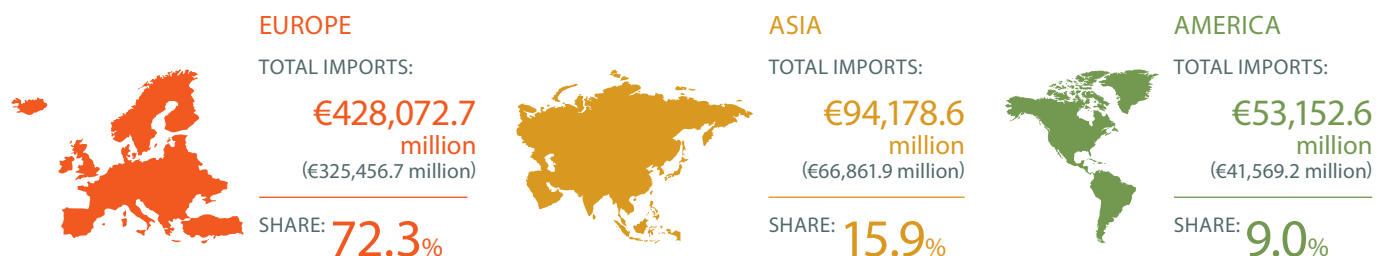 EUROPE
TOTAL IMPORTS:
€428,072.7
million
(€325,456.7 million)
SHARE: 72.3%
ASIA
TOTAL IMPORTS:
€94,178.6
million
(€66,861.9 million)
SHARE: 15.9%
AMERICA
TOTAL IMPORTS:
€53,152.6
million
(€41,569.2 million)
SHARE: 9.0%